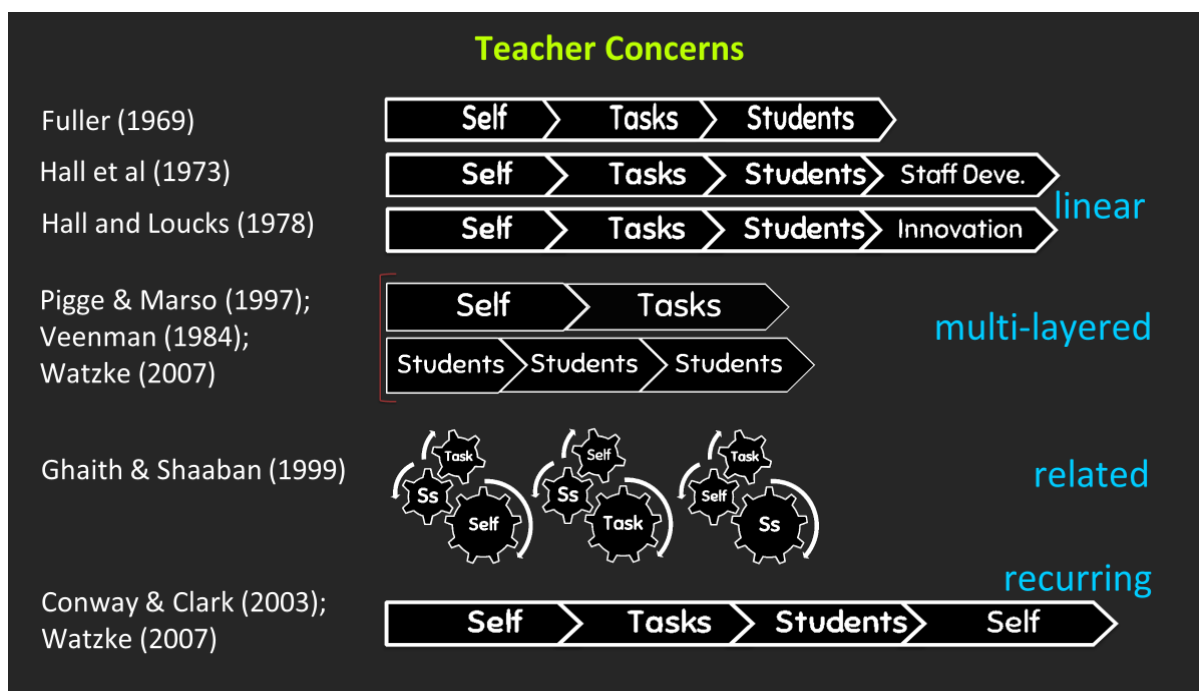 Teacher Concerns
Fuller (1969)
Self Tasks Students
Hall et al (1973)
Self Tasks Students Staff Deve.
Hall and Loucks (1978)
Self Tasks Students Innovation
linear
Pigge & Marso (1997);
Veenman (1984);
Watzke (2007)
Self Tasks
Students Students Students
multi-layered
Ghaith & Shaaban (1999)
Task Ss Self
Self Ss Task
Task Self Ss
related
recurring
Conway & Clark (2003);
Watzke (2007)
Self Tasks Students Self